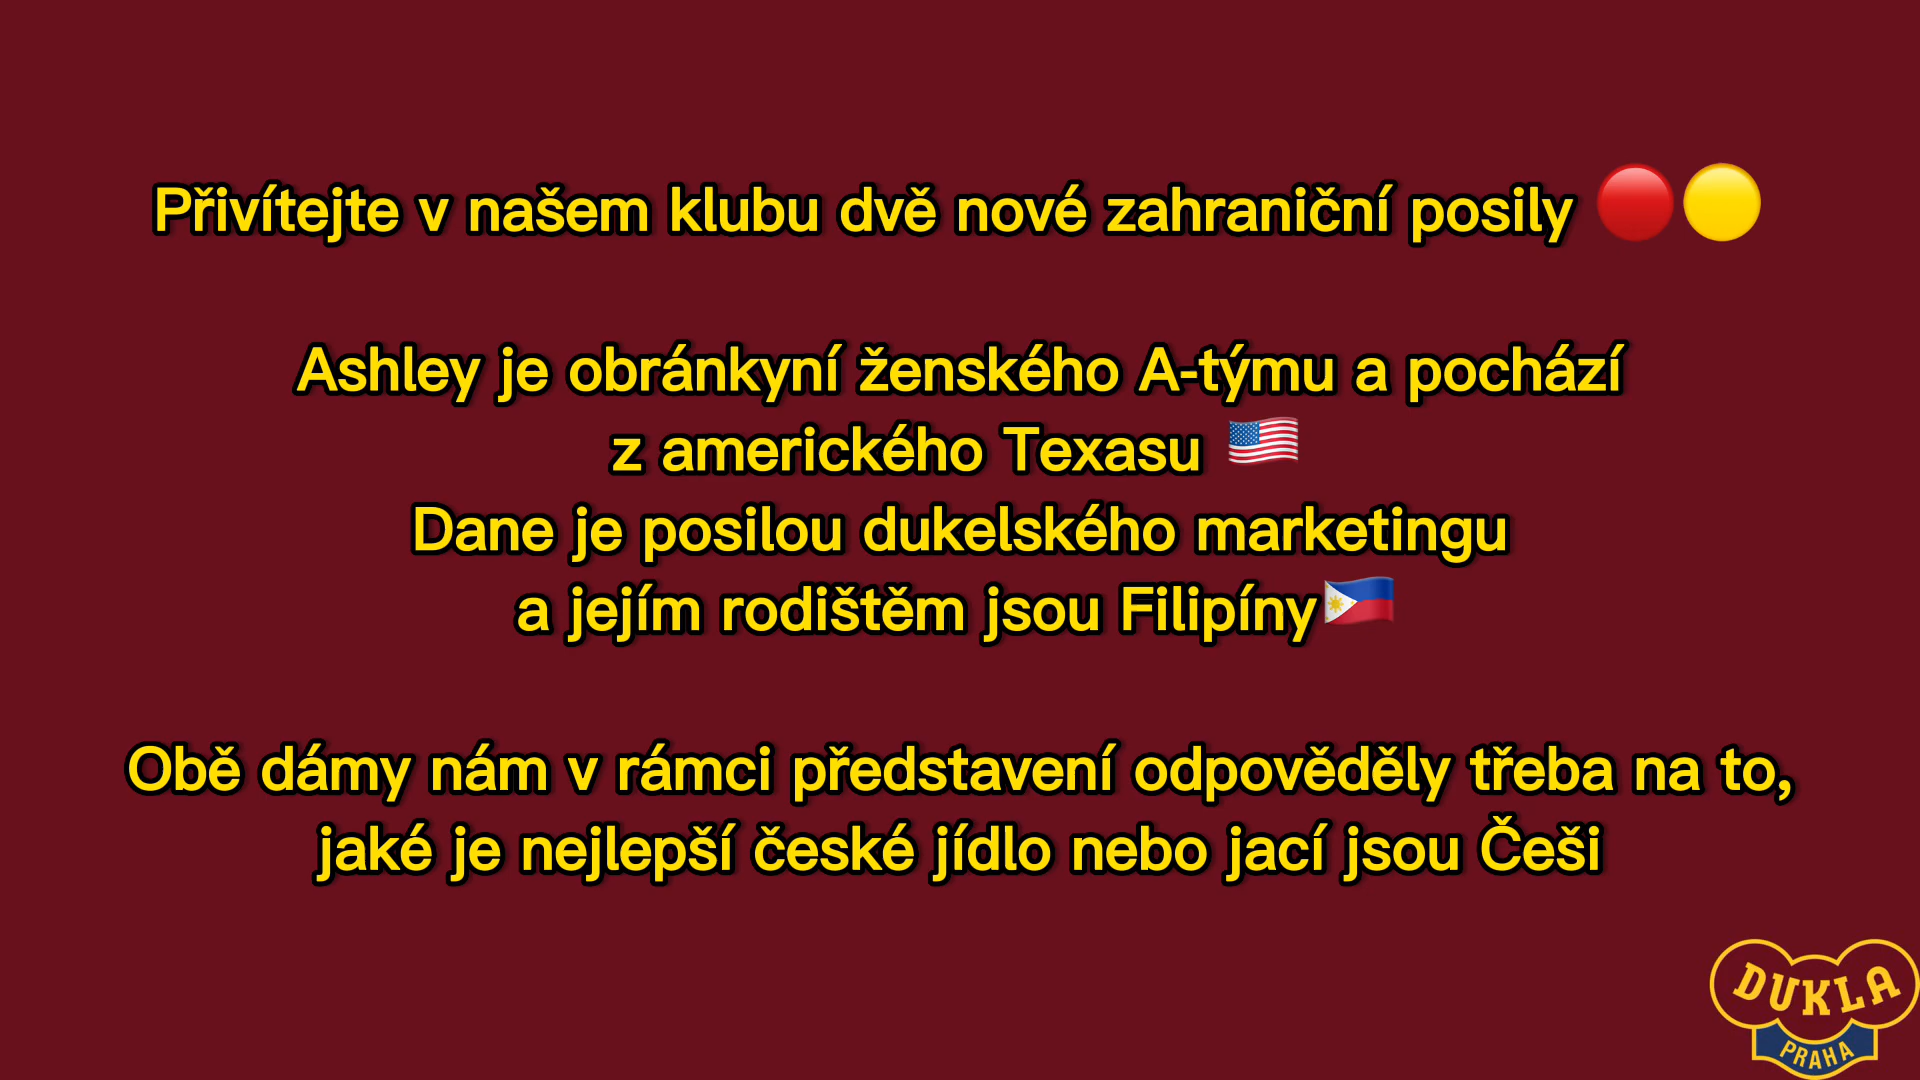 Přivítejte v našem klubu dvě nové zahraniční posily 🔴🟡
Ashley je obránkyní ženského A-týmu a pochází
z amerického Texasu 🇺🇸
Dane je posilou dukelského marketingu
a jejím rodištěm jsou Filipíny🇵🇭
Obě dámy nám v rámci představení odpověděly třeba na to,
jaké je nejlepší české jídlo nebo jací jsou Češi
DUKLA
PRAHA